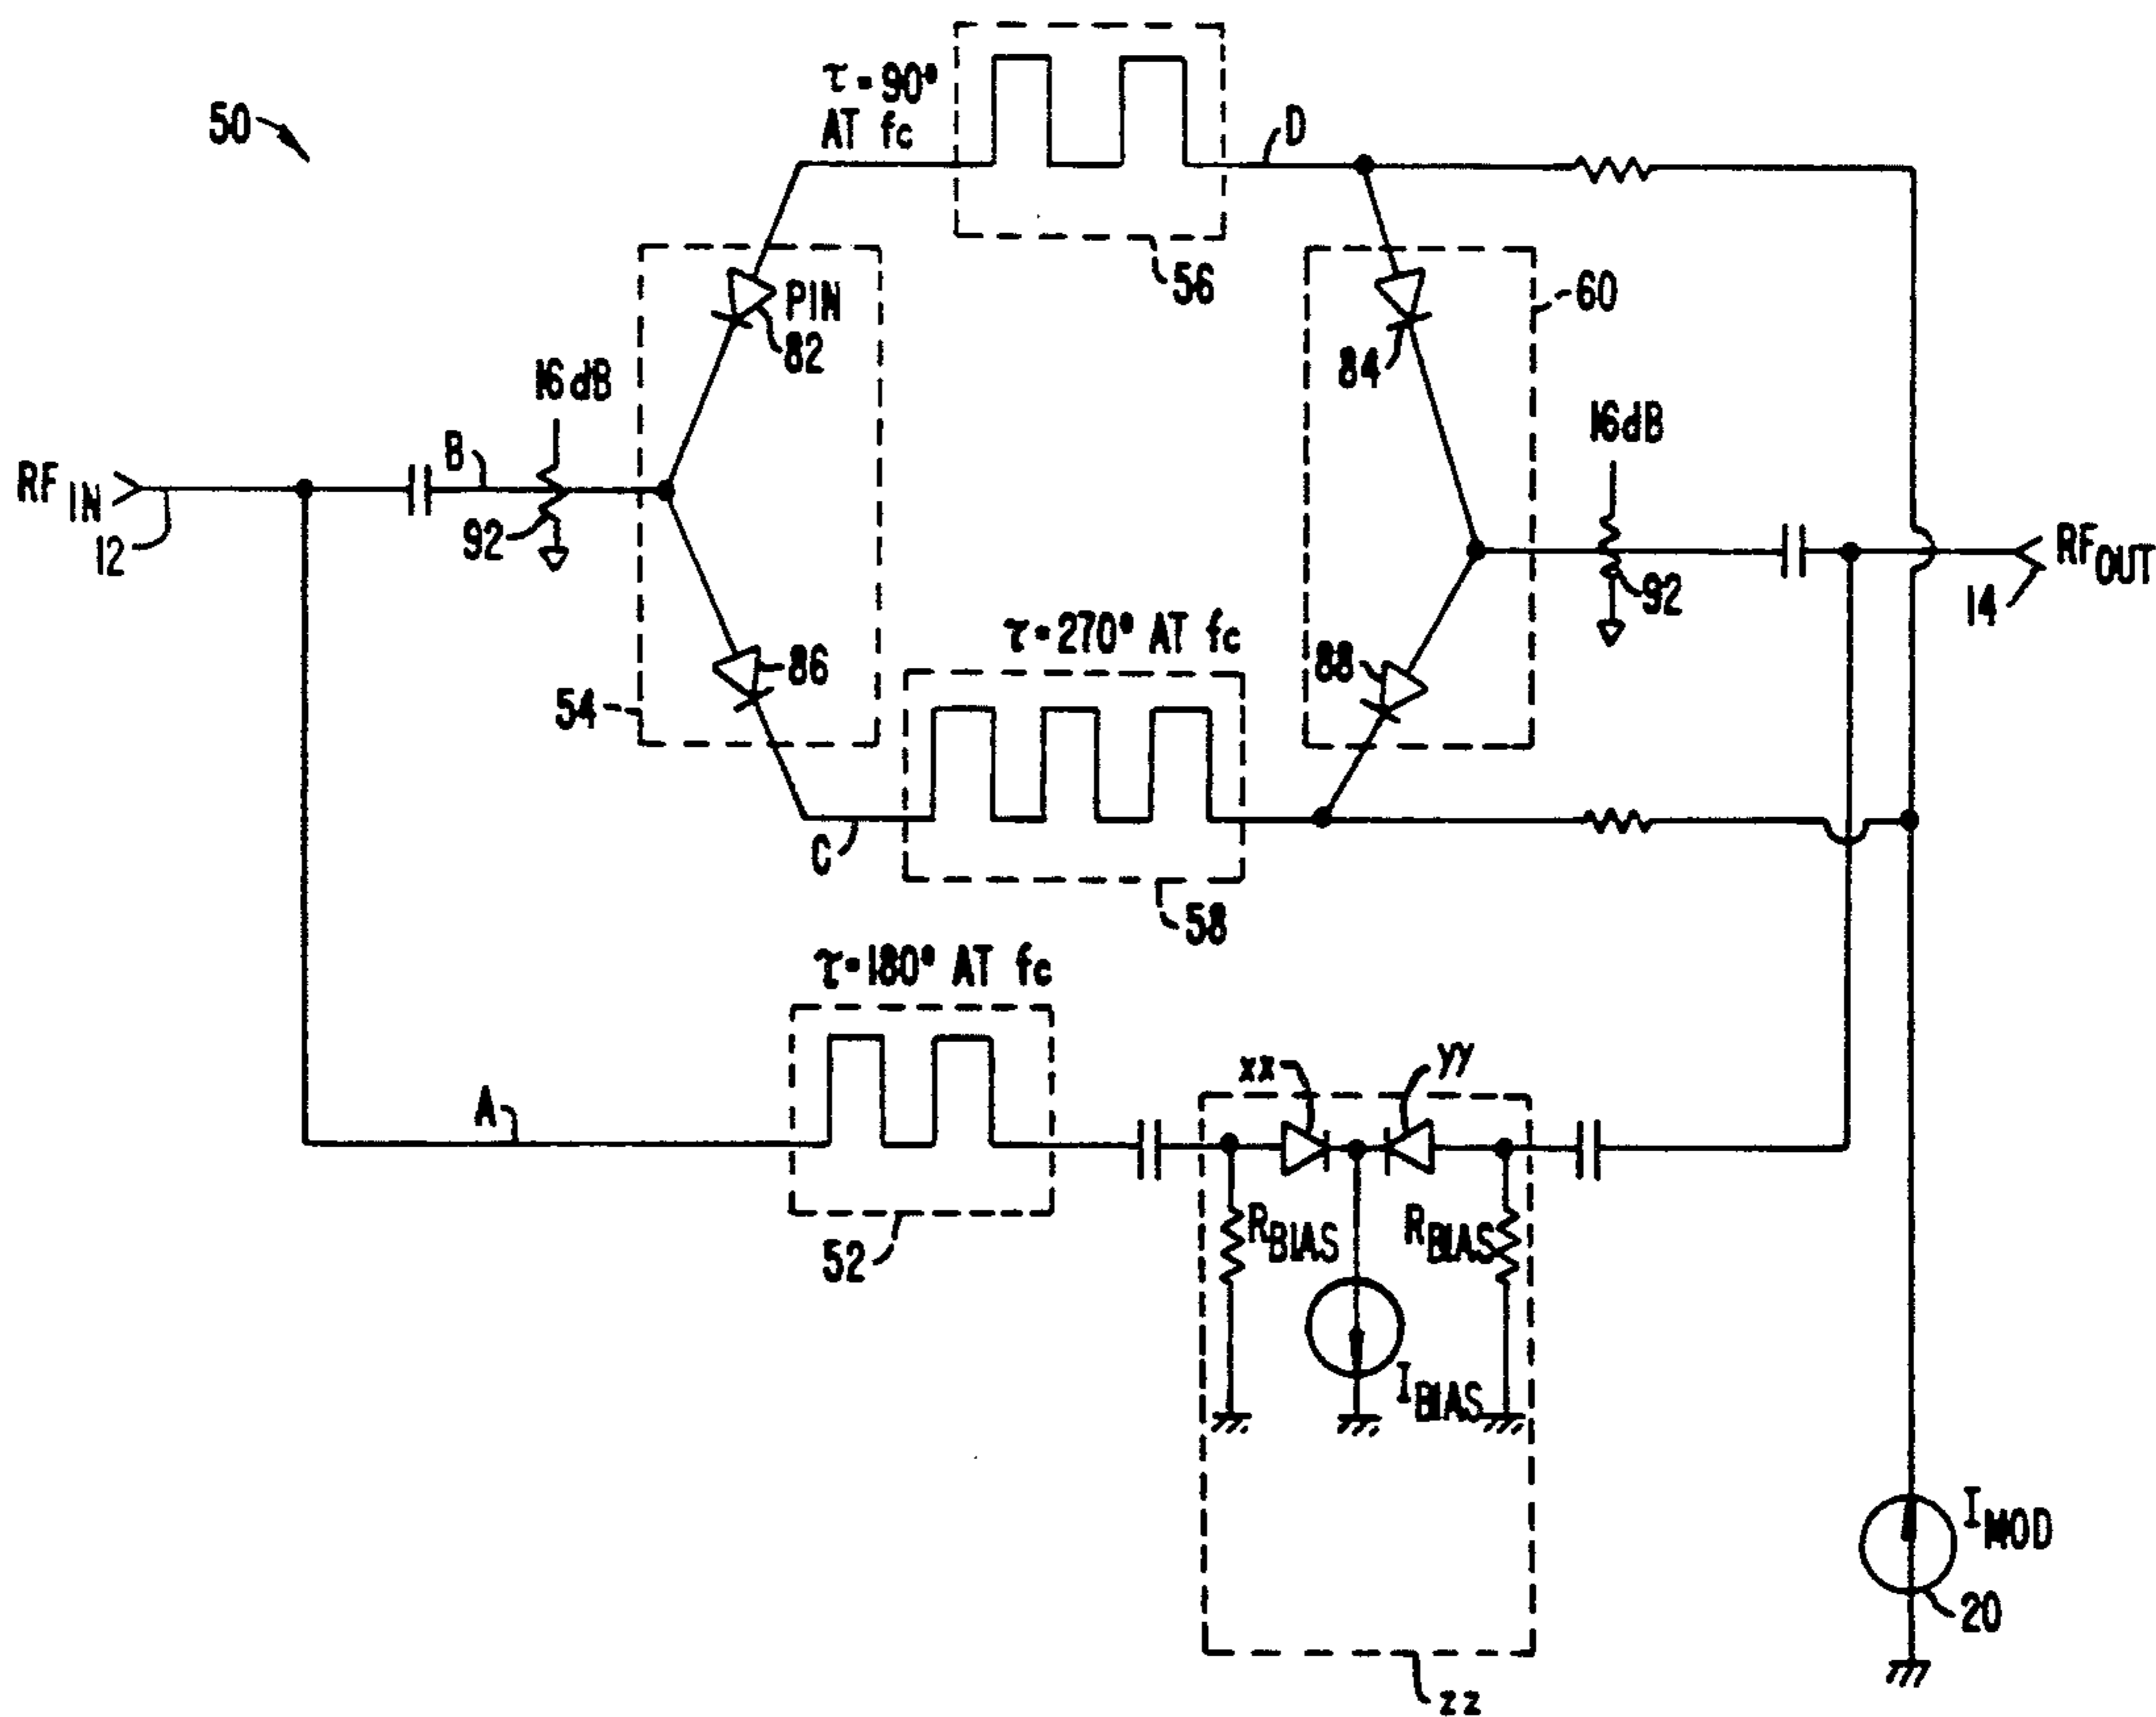 50
τ=90°
AT fc
D
56
PIN
82
84
60
16dB
16dB
RF IN
12
B
92
92
RF OUT
14
86
88
54
τ=270° AT fc
C
58
τ=180° AT fc
A
52
xx
yy
R BIAS
R BIAS
I BIAS
I MOD
20
zz